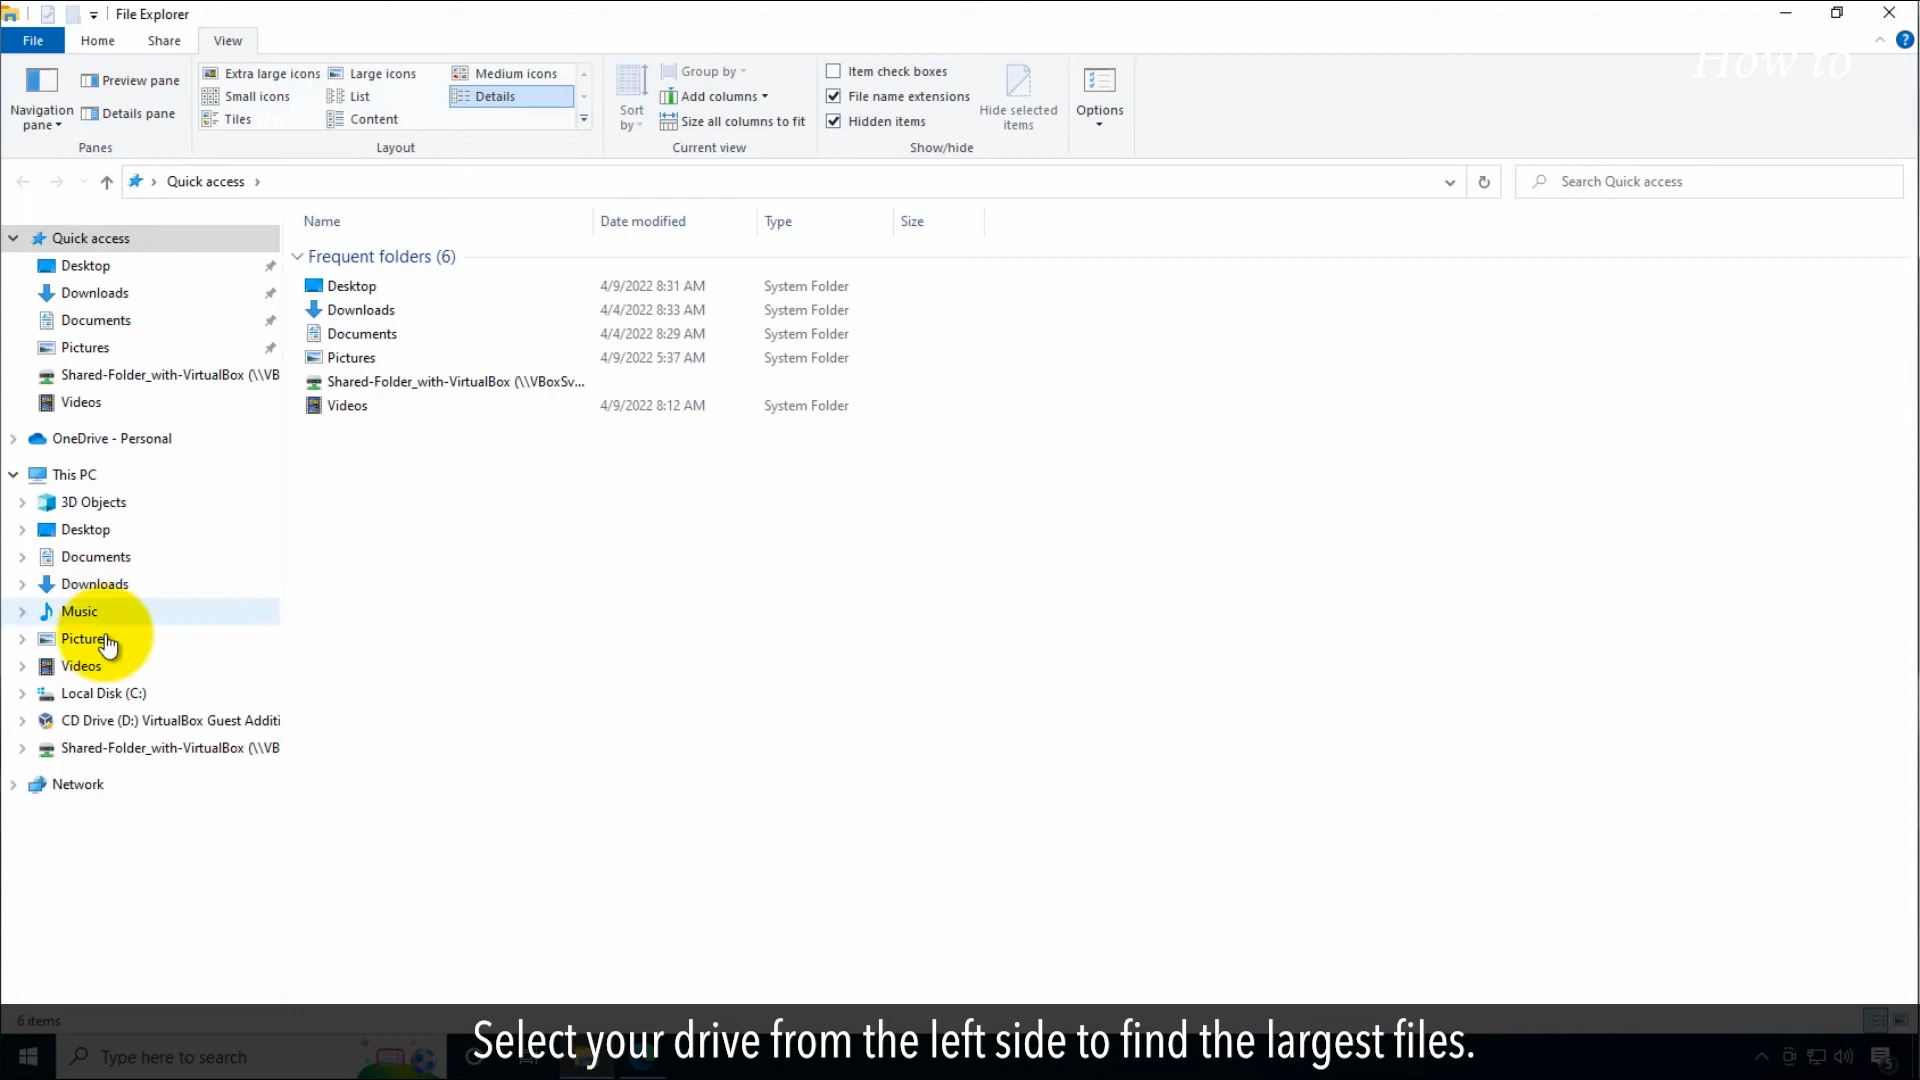 File Explorer
File
Home
Share
View
How to
Navigation
pane
Preview pane
Details pane
Panes
Extra large icons
Large icons
Medium icons
Small icons
List
Details
Tiles
Content
Layout
Sort
by
Group by
Add columns
Size all columns to fit
Current view
Item check boxes
File name extensions
Hidden items
Hide selected
items
Show/hide
Options
Quick access
Search Quick access
Quick access
Desktop
Downloads
Documents
Pictures
Shared-Folder_with-VirtualBox (\\VB
Videos
OneDrive - Personal
This PC
3D Objects
Desktop
Documents
Downloads
Music
Picture
Videos
Local Disk (C:)
CD Drive (D:) VirtualBox Guest Additi
Shared-Folder_with-VirtualBox (\\VB
Network
Name Date modified Type Size
Frequent folders (6)
Desktop 4/9/2022 8:31 AM System Folder
Downloads 4/4/2022 8:33 AM System Folder
Documents 4/4/2022 8:29 AM System Folder
Pictures 4/9/2022 5:37 AM System Folder
Shared-Folder_with-VirtualBox (\\VBoxSv...
Videos 4/9/2022 8:12 AM System Folder
6 items
Select your drive from the left side to find the largest files.
Type here to search
5